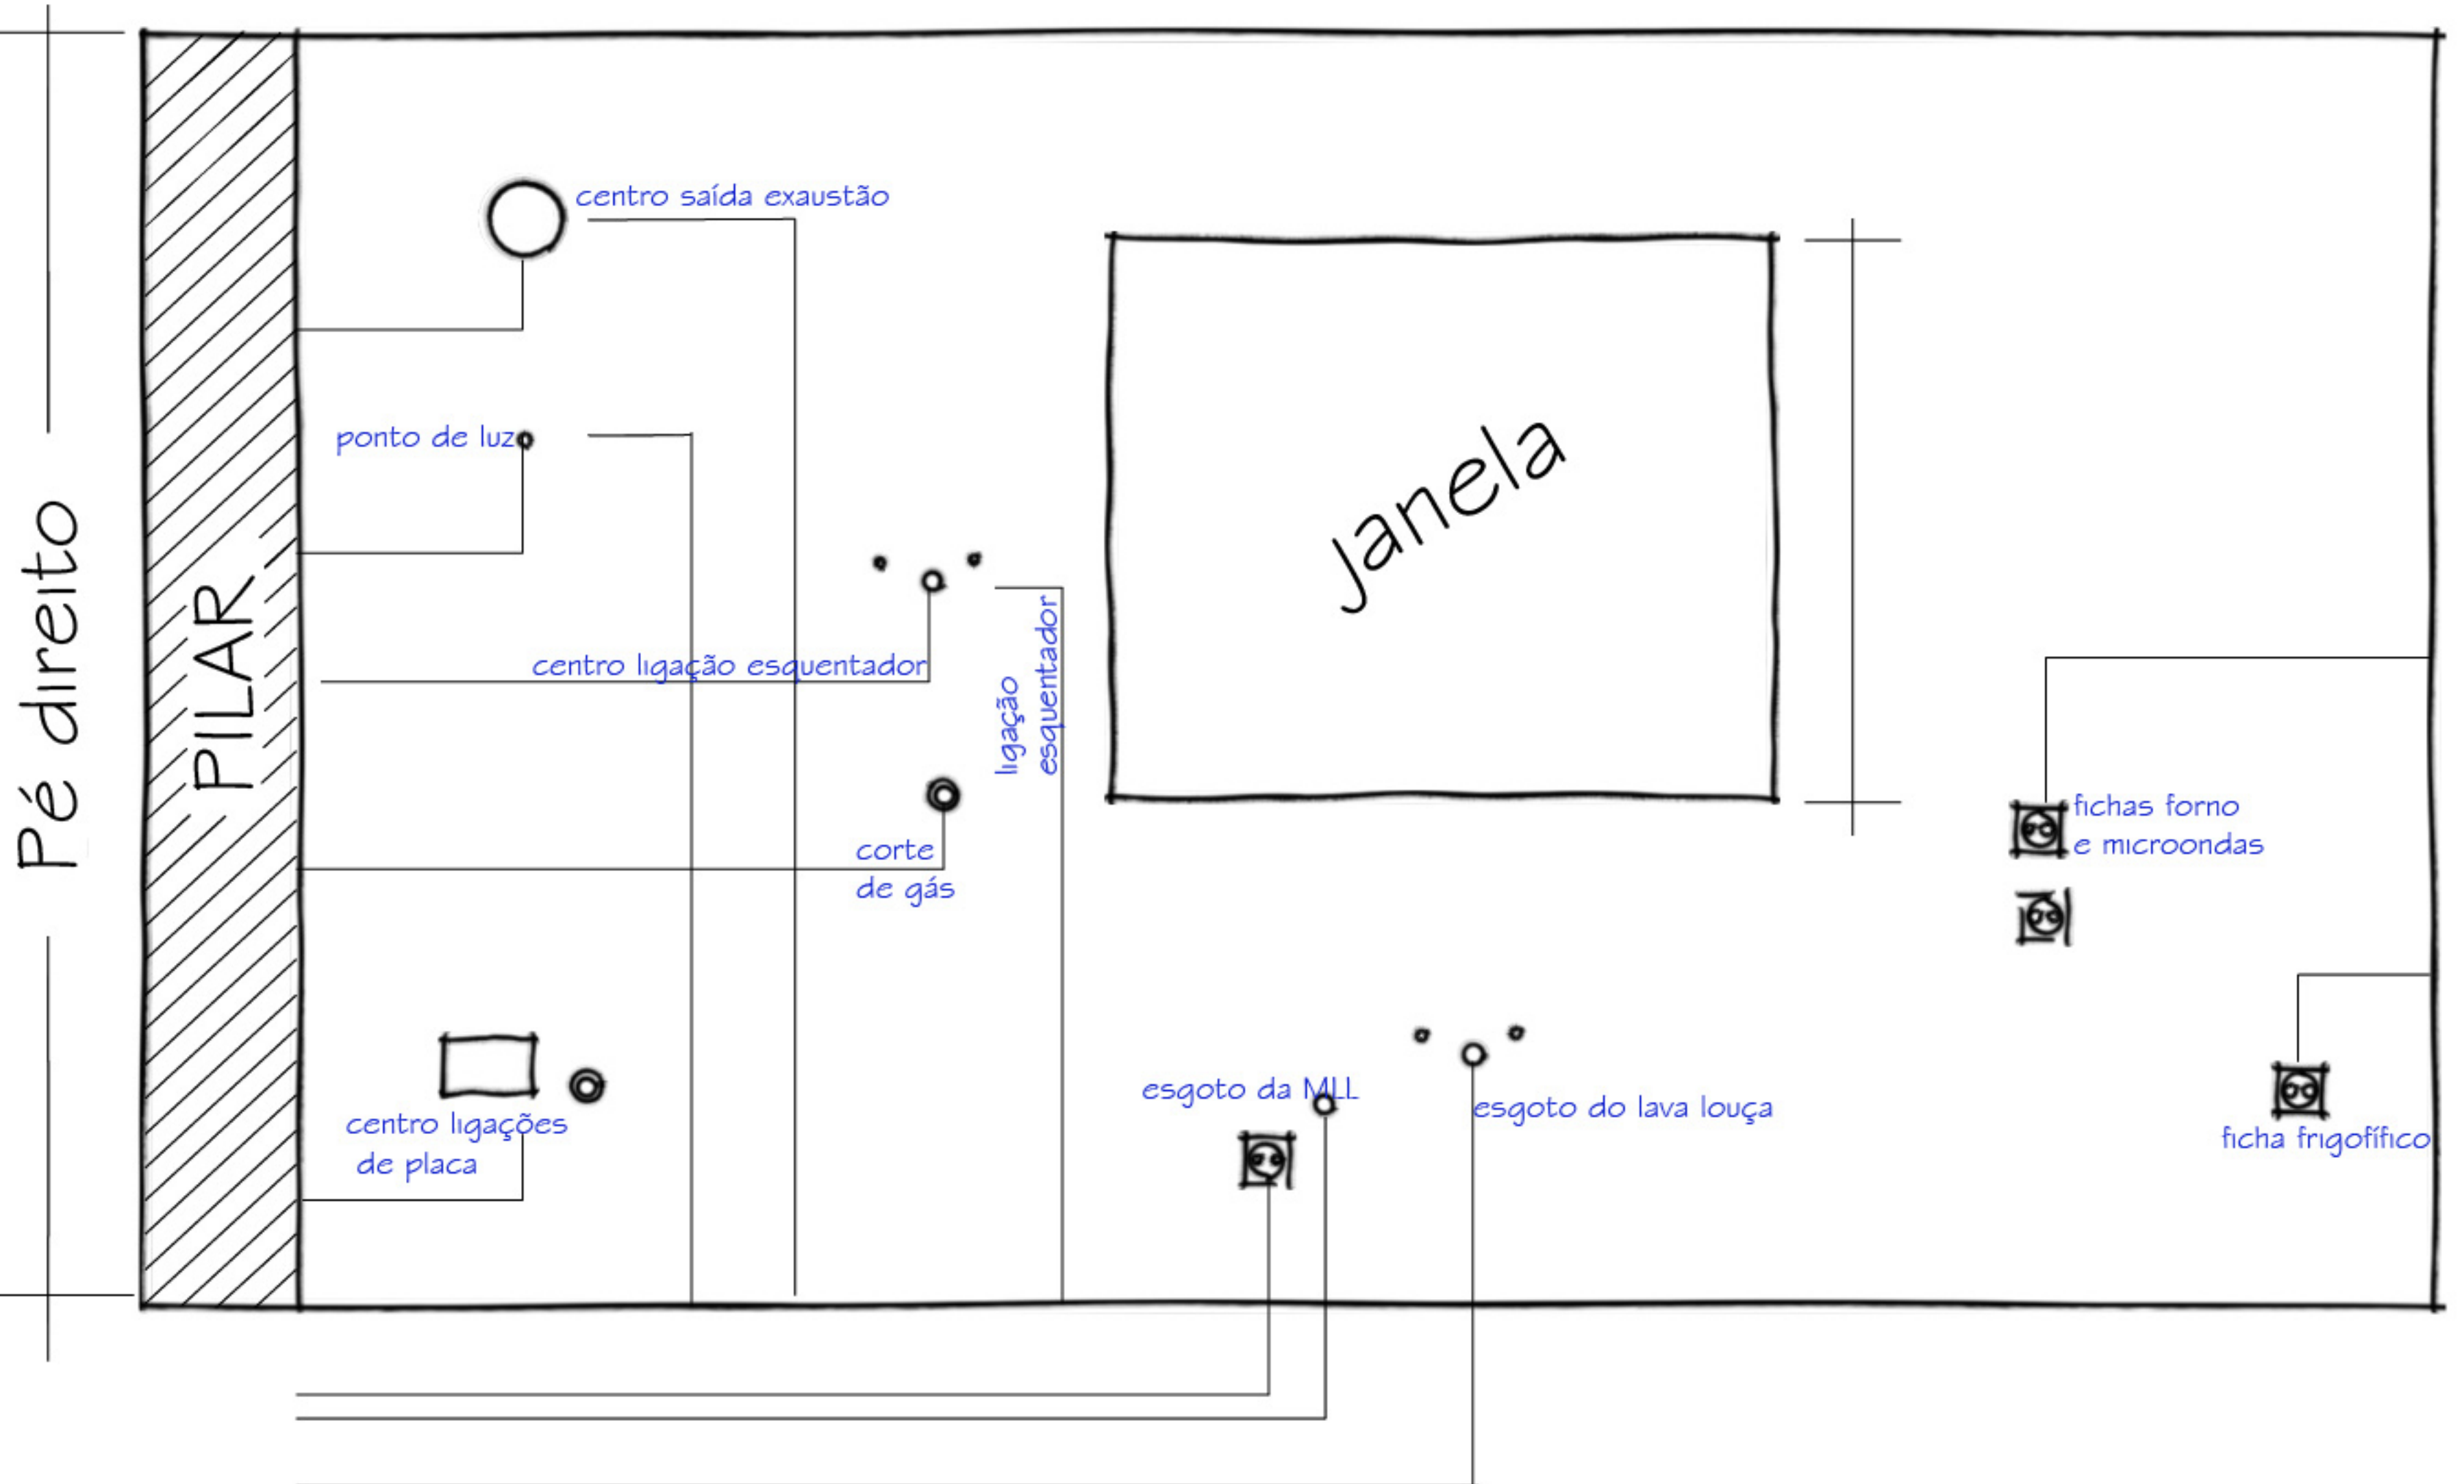 centro saída exaustão
ponto de luz
Janela
Pé direito
PILAR
centro ligação esquentador
ligação
esquentador
corte
de gás
fichas forno
e microondas
centro ligações
de placa
esgoto da MLL
esgoto do lava louça
ficha frigofífico